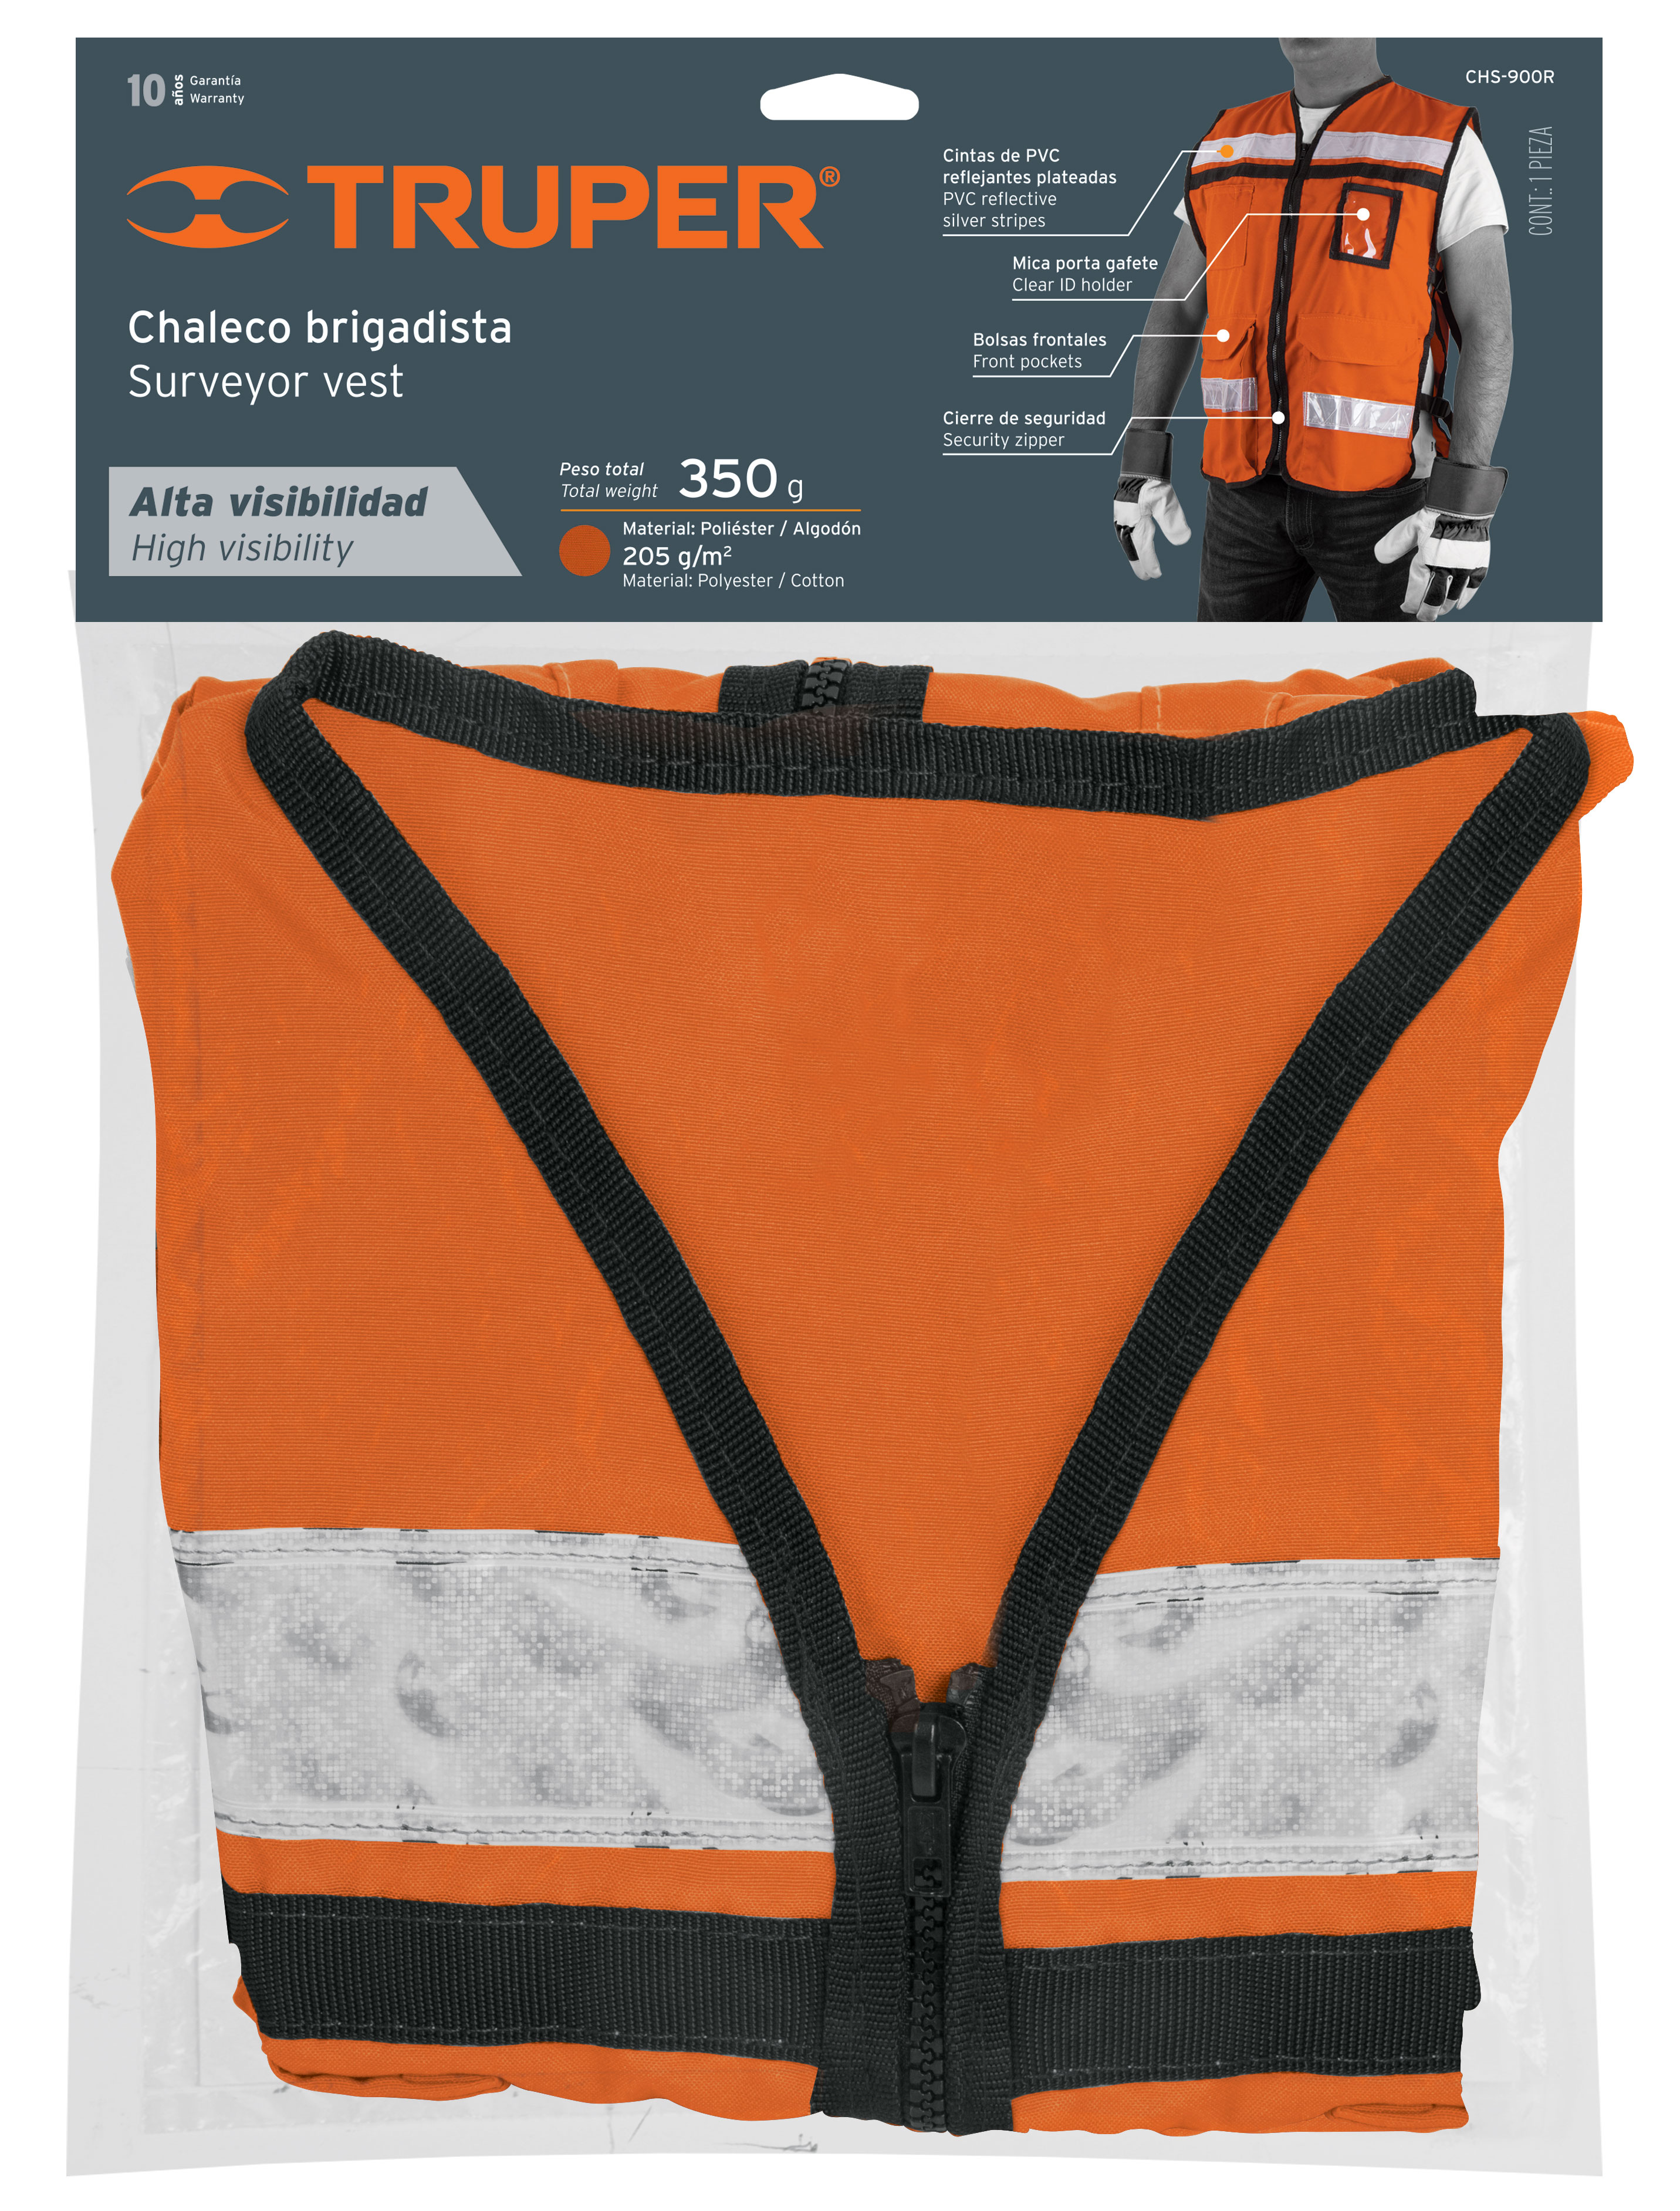 10 años Garantía
Warranty
TRUPER®
Chaleco brigadista
Surveyor vest
Alta visibilidad
High visibility
Peso total
Total weight
350 g
Material: Poliéster / Algodón
205 g/m²
Material: Polyester / Cotton
Cintas de PVC
reflejantes plateadas
PVC reflective
silver stripes
Mica porta gafete
Clear ID holder
Bolsas frontales
Front pockets
Cierre de seguridad
Security zipper
CHS-900R
CONT.: 1 PIEZA